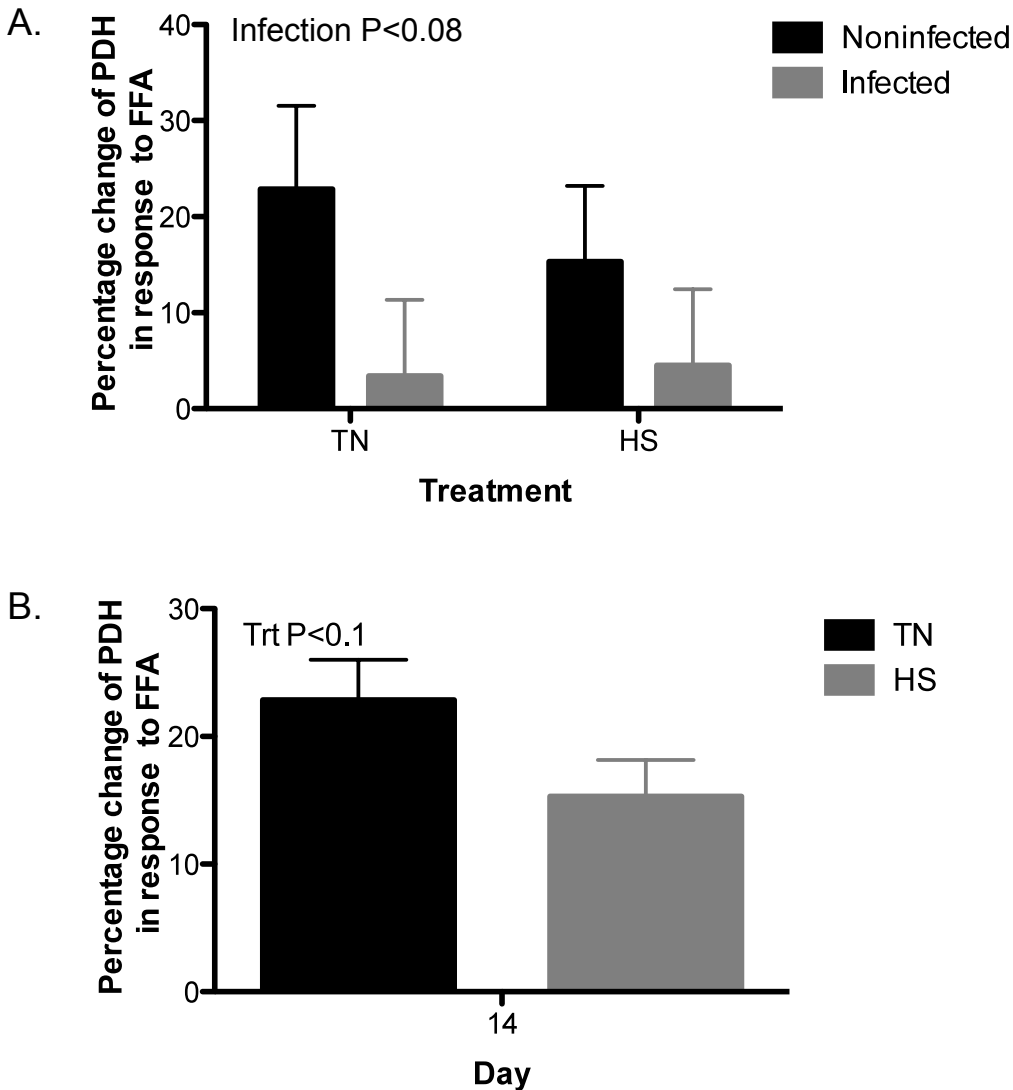 A.
Infection P<0.08
Noninfected
Infected
Percentage change of PDH
in response to FFA
40
30
20
10
0
TN
HS
Treatment
B.
Trt P<0.1
TN
HS
Percentage change of PDH
in response to FFA
30
20
10
0
14
Day